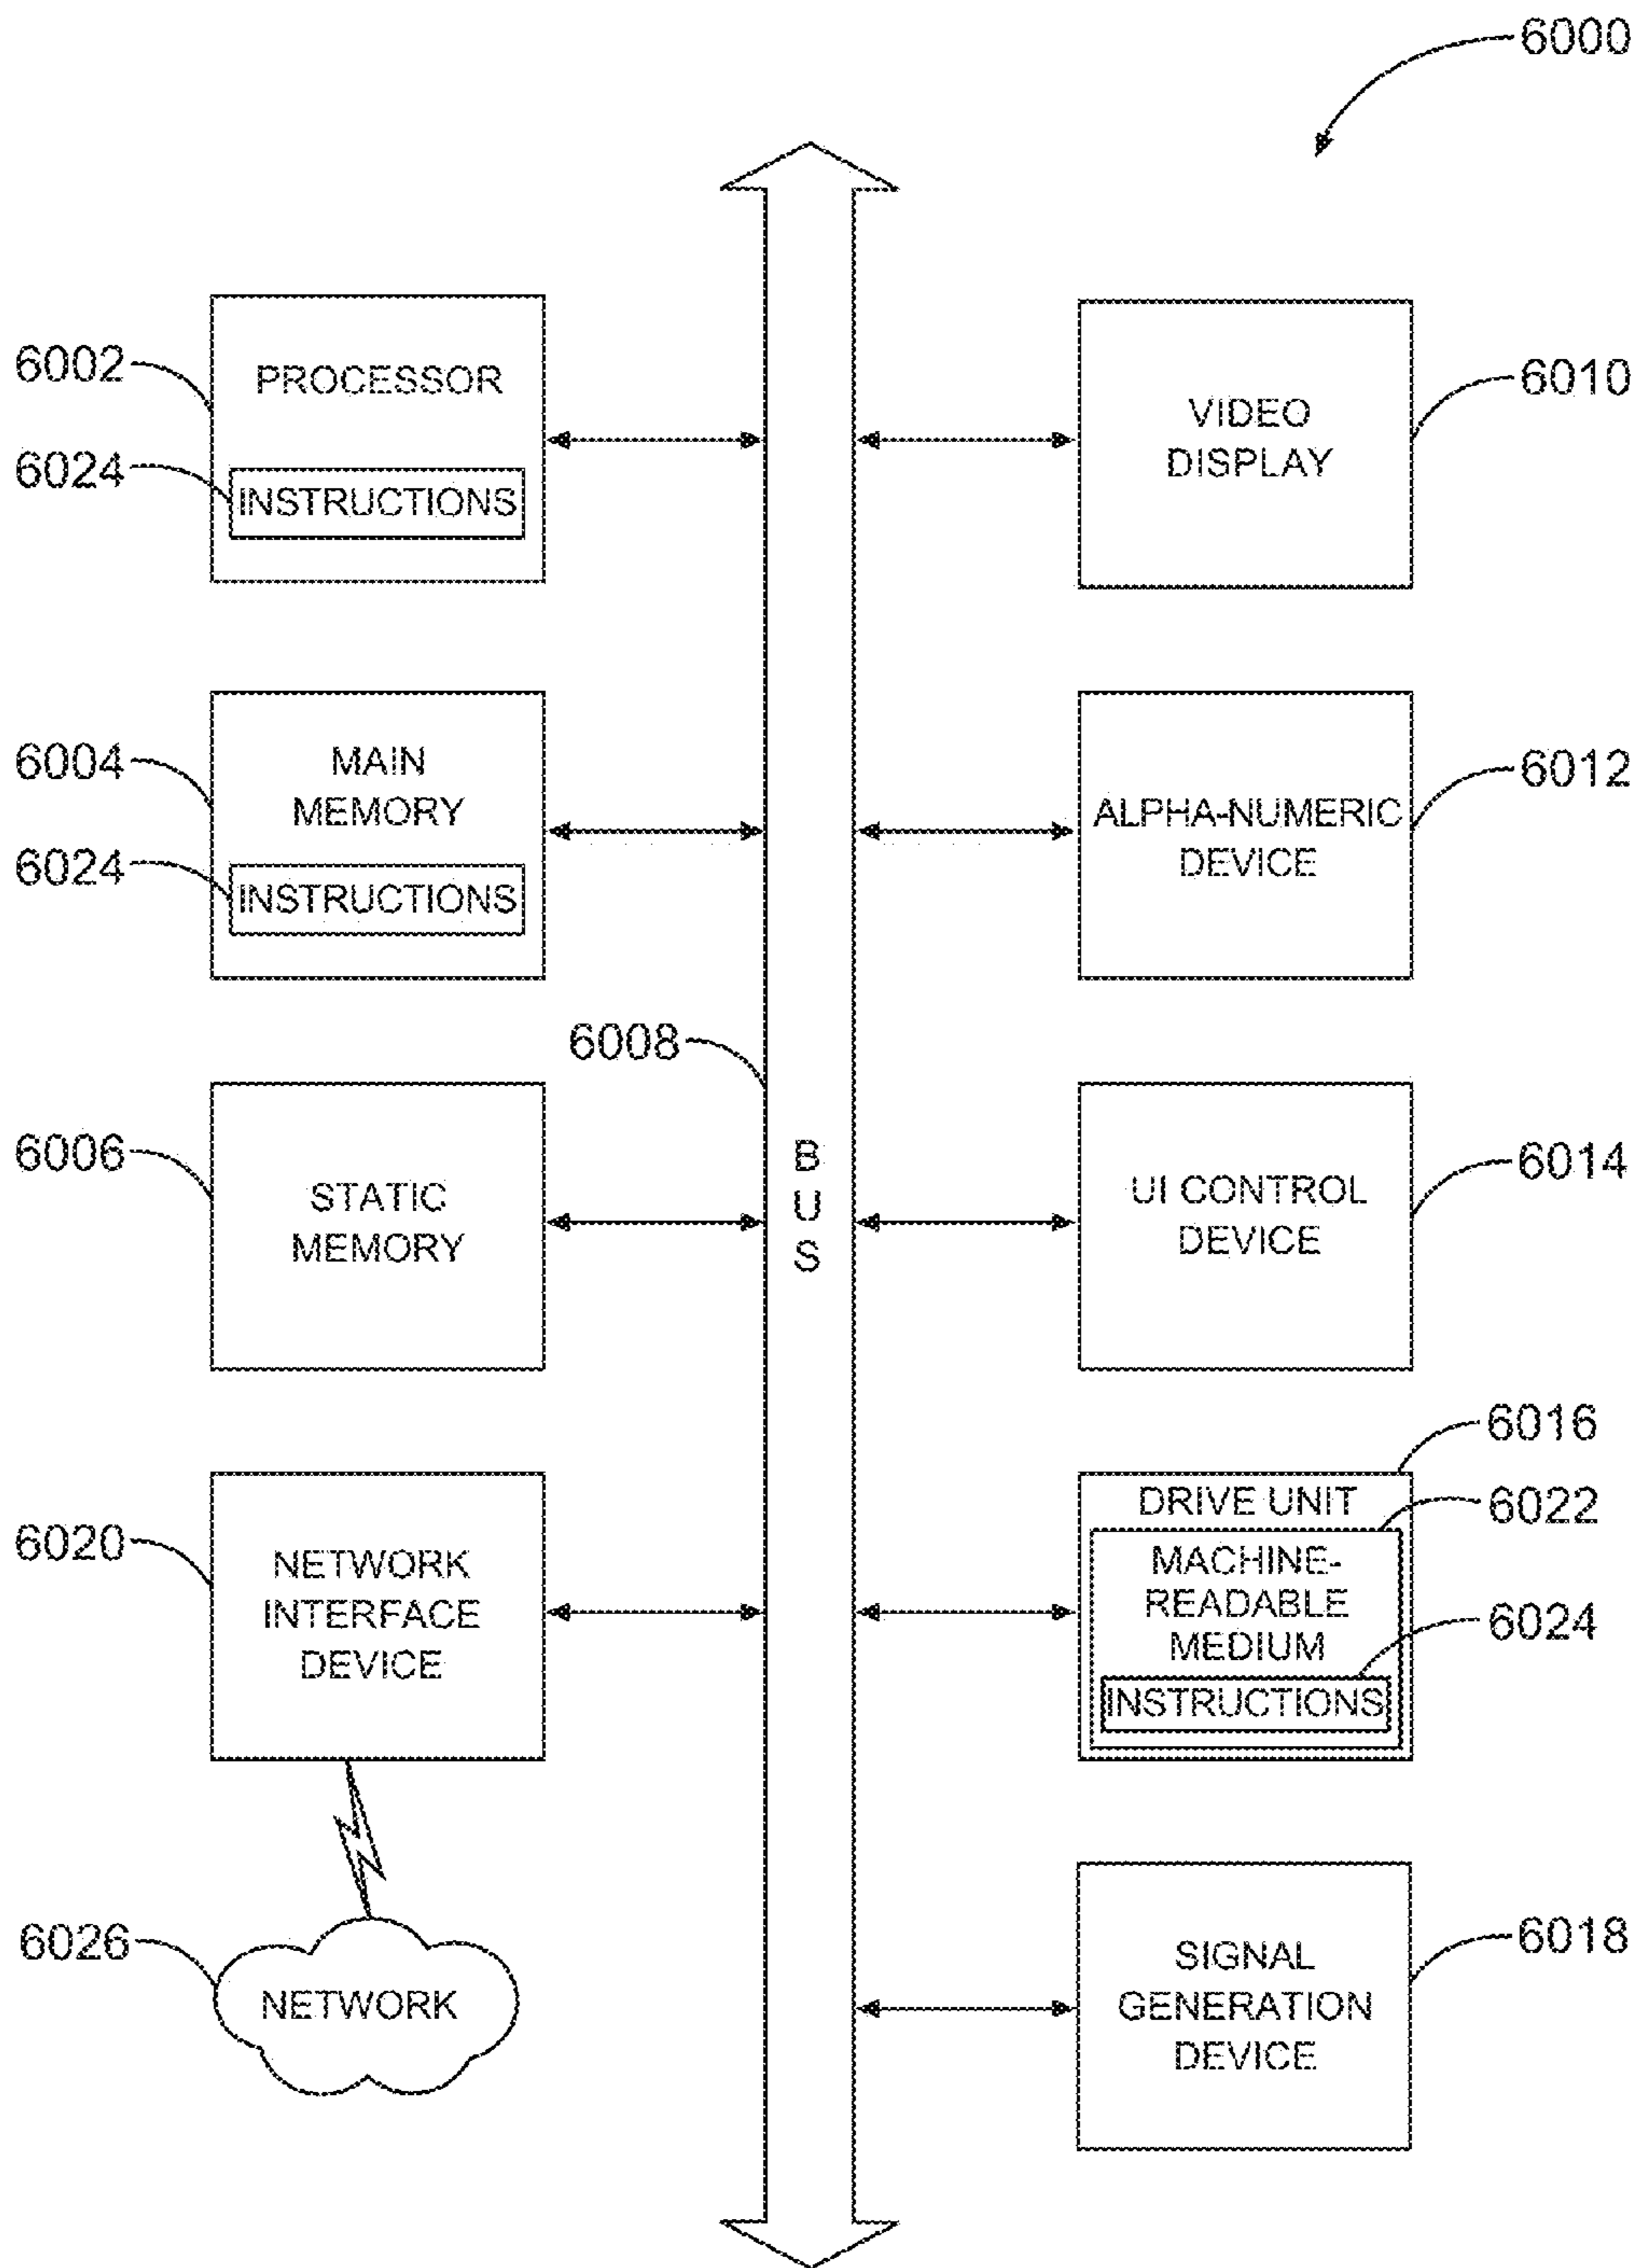 6000
6002
PROCESSOR
6024
INSTRUCTIONS
6004
MAIN
MEMORY
6024
INSTRUCTIONS
6008
6006
STATIC
MEMORY
6020
NETWORK
INTERFACE
DEVICE
6026
NETWORK
B
U
S
6010
VIDEO
DISPLAY
6012
ALPHA-NUMERIC
DEVICE
6014
UI CONTROL
DEVICE
6016
DRIVE UNIT
6022
MACHINE-
READABLE
MEDIUM
6024
INSTRUCTIONS
6018
SIGNAL
GENERATION
DEVICE